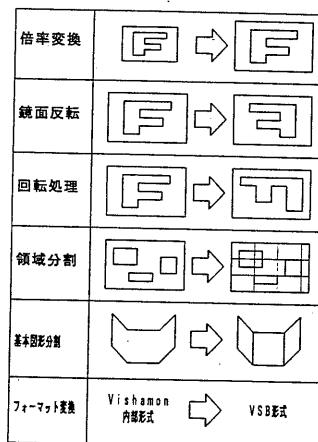 倍率変換
鏡面反転
回転処理
領域分割
基本図形分割
フォーマット変換
Vishamon
内部形式
VSB形式